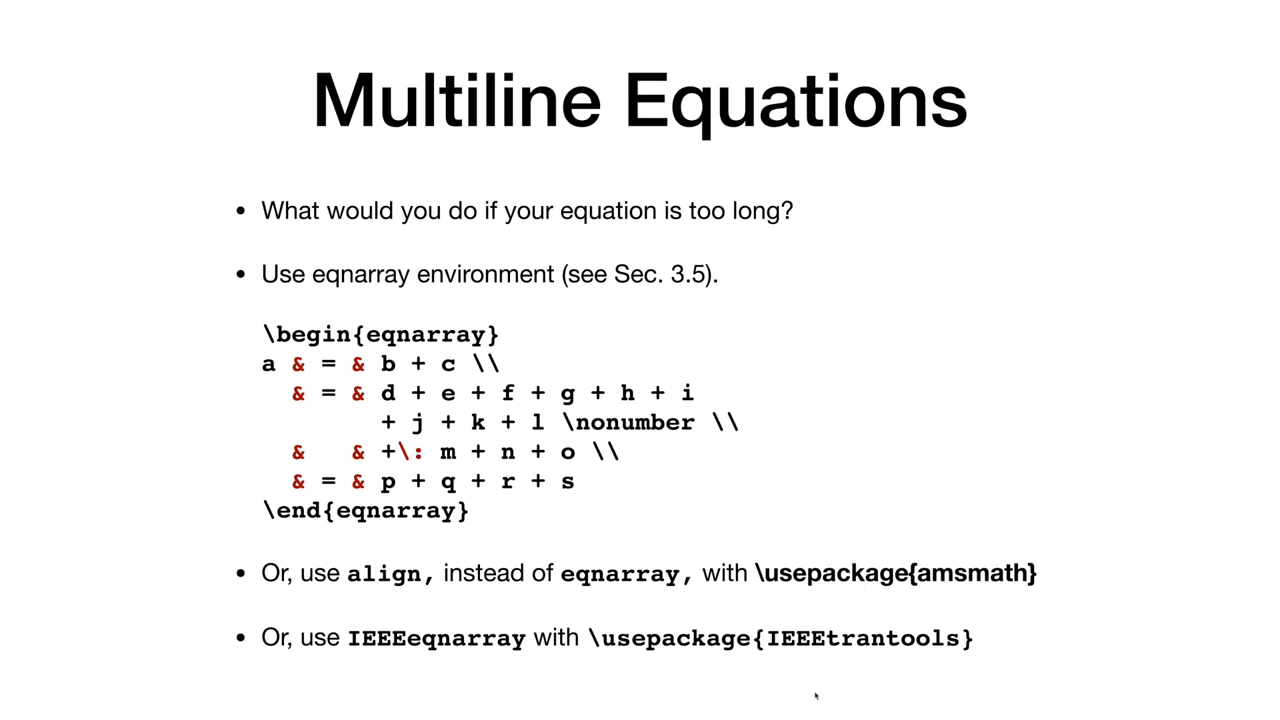 Multiline Equations
• What would you do if your equation is too long?
• Use eqnarray environment (see Sec. 3.5).
\begin{eqnarray}
a & = & b + c \\
  & = & d + e + f + g + h + i
        + j + k + l \nonumber \\
  &   & +\: m + n + o \\
  & = & p + q + r + s
\end{eqnarray}
• Or, use align, instead of eqnarray, with \usepackage{amsmath}
• Or, use IEEEeqnarray with \usepackage{IEEEtrantools}